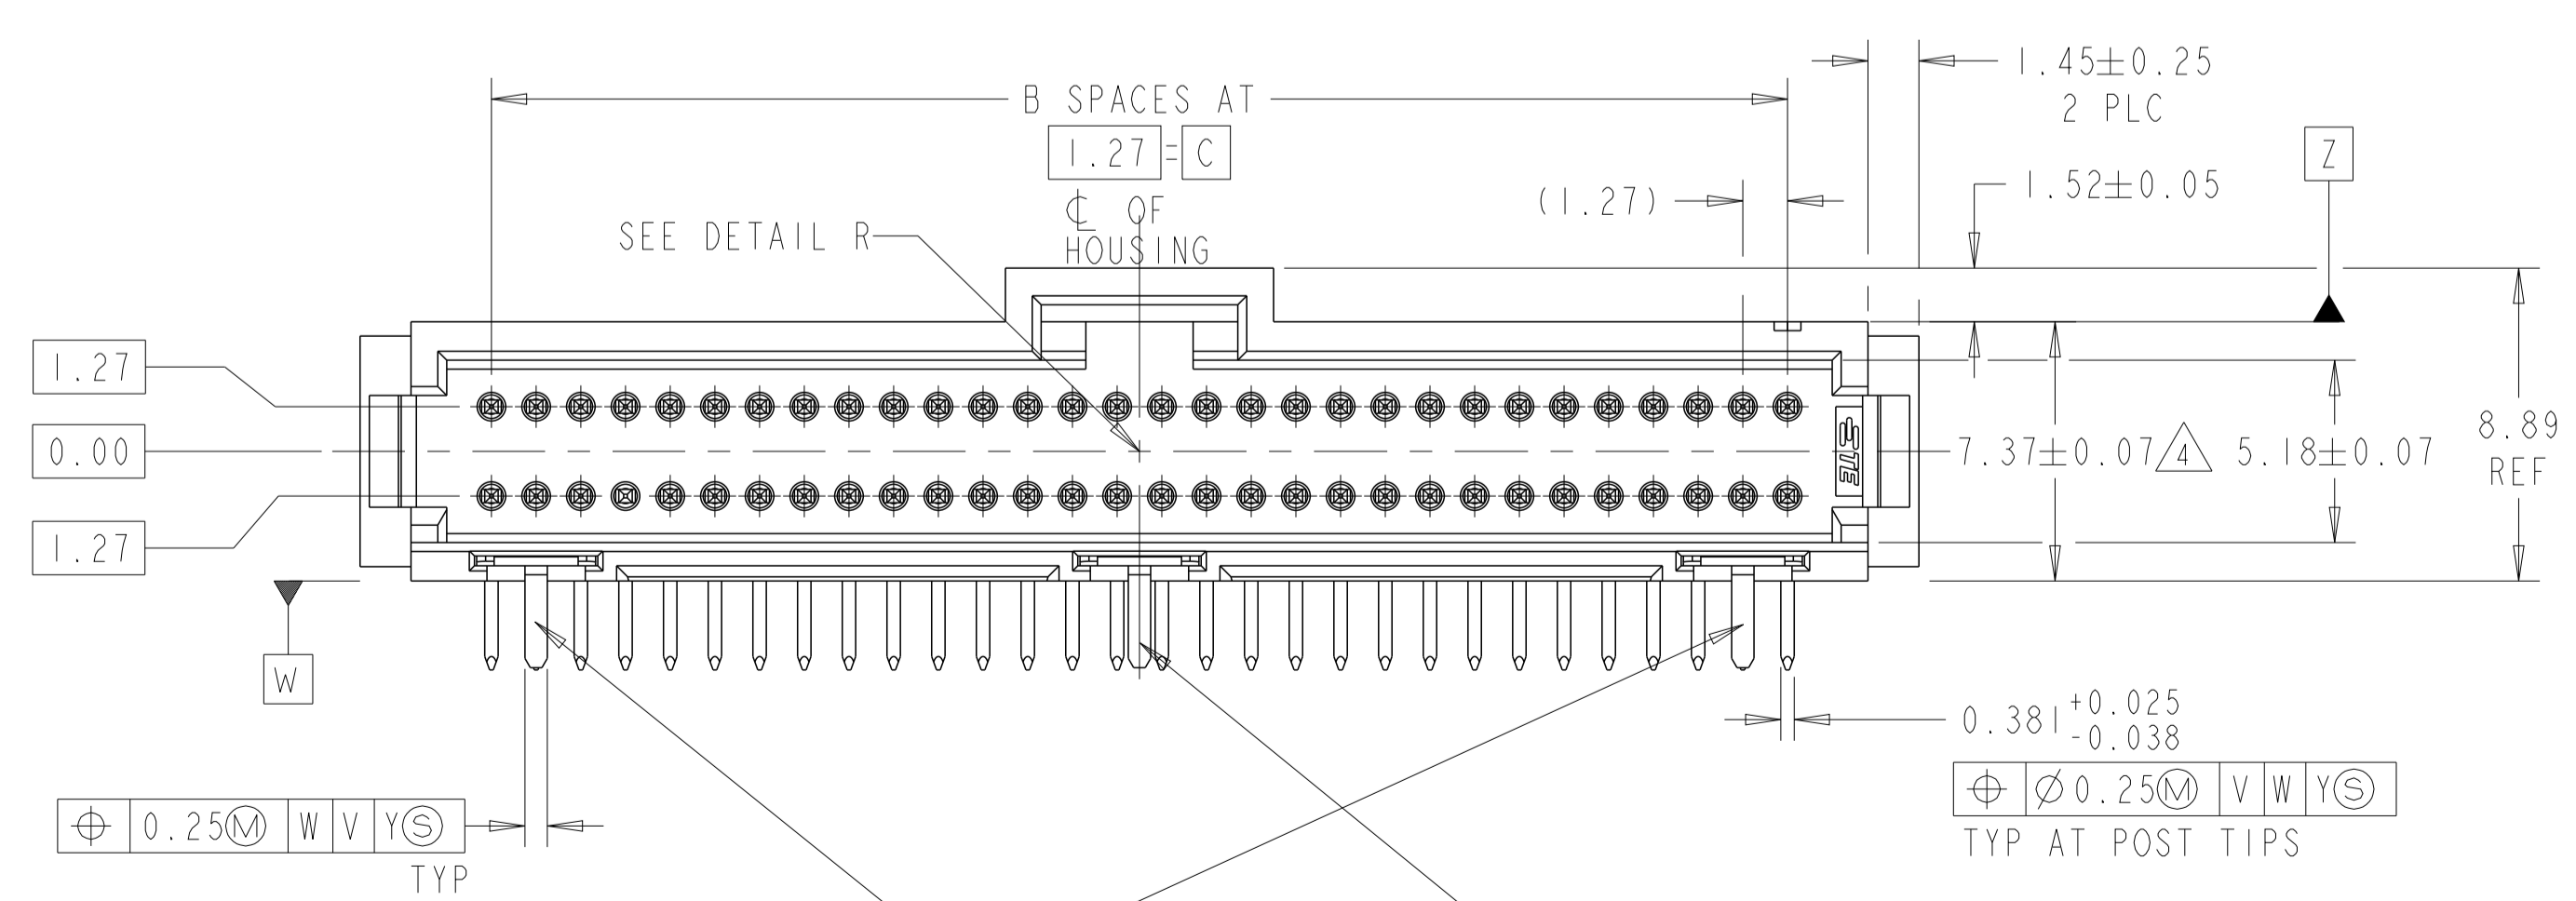 B SPACES AT
1.27 = C
℄ OF
HOUSING
SEE DETAIL R
(1.27)
1.45±0.25
2 PLC
1.52±0.05
Z
1.27
0.00
1.27
W
7.37±0.07 4
5.18±0.07
8.89
REF
TE
0.381 +0.025
-0.038
⌖ ⌀0.25Ⓜ V W YⓈ
TYP AT POST TIPS
⌖ 0.25Ⓜ W V YⓈ
TYP